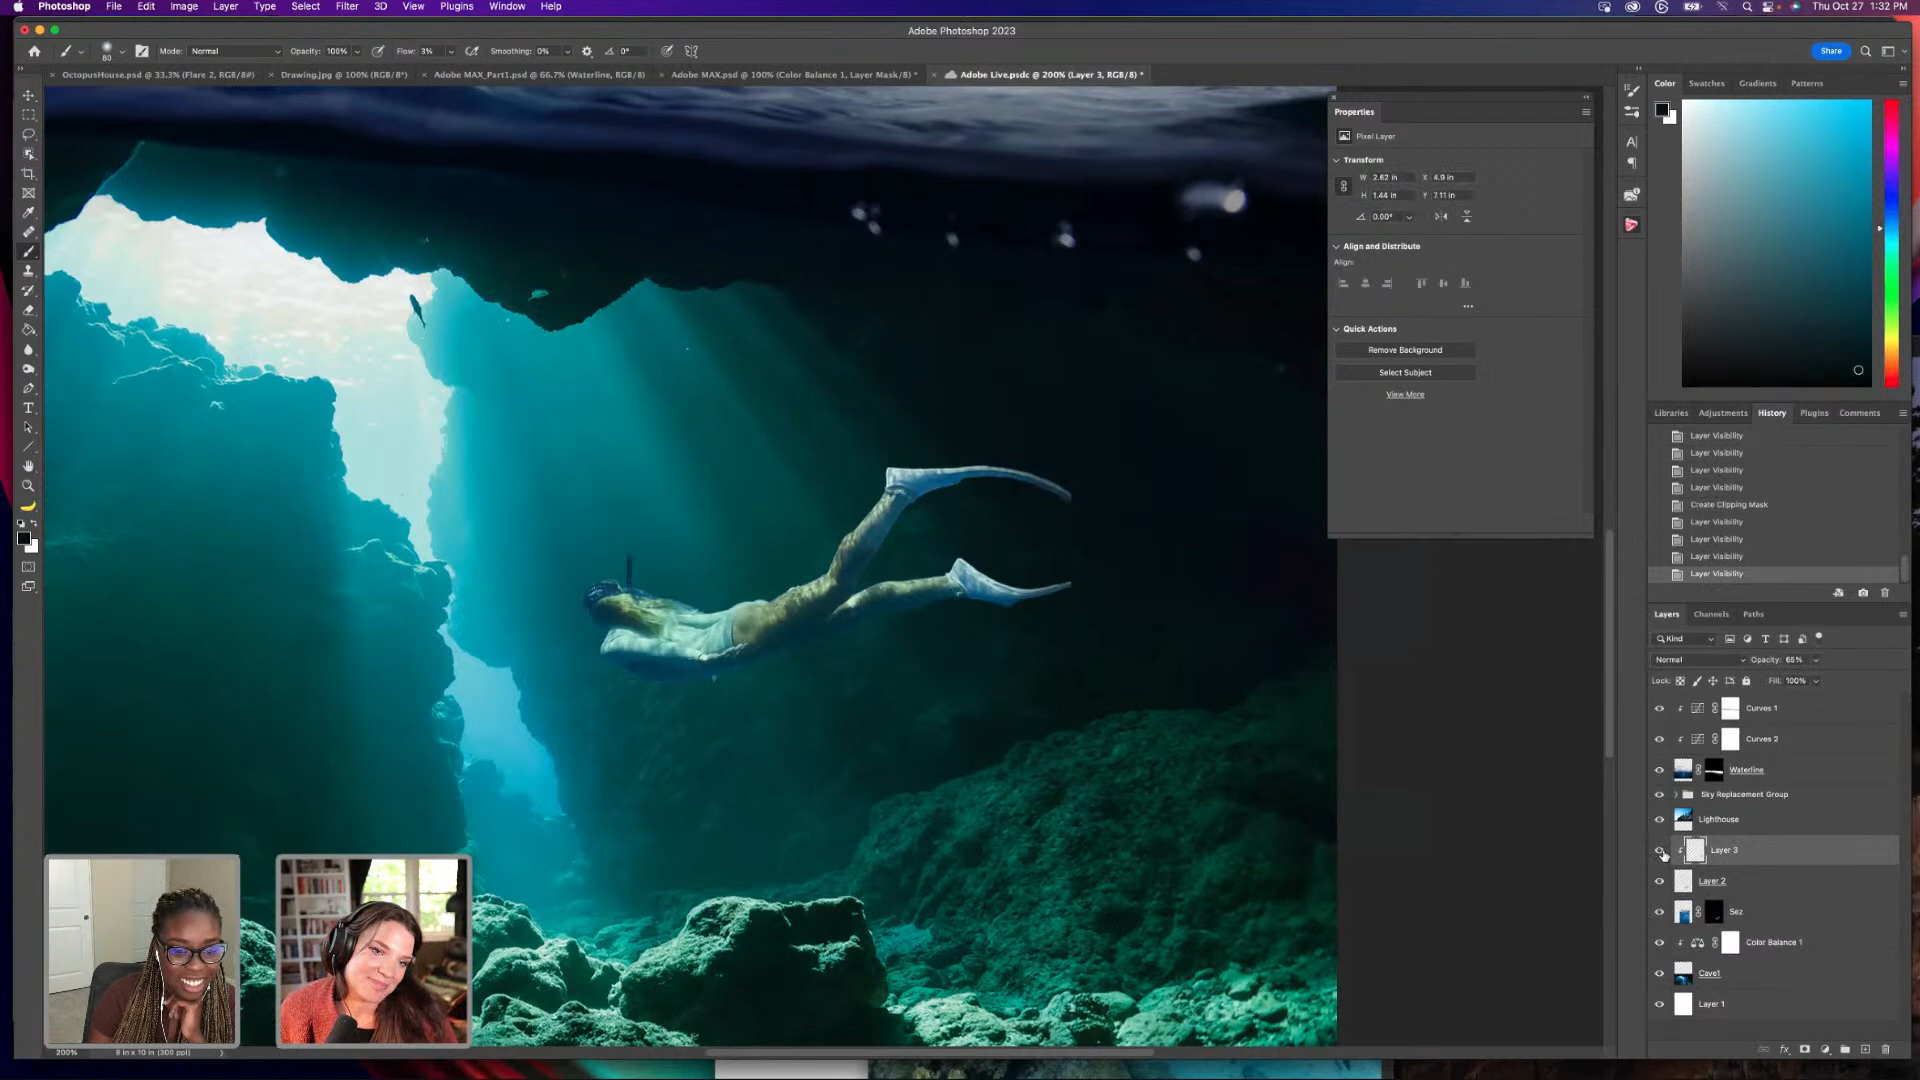 Photoshop File Edit Image Layer Type Select Filter 3D View Plugins Window Help Thu Oct 27 1:32 PM
Adobe Photoshop 2023
80 Mode: Normal Opacity: 100% Flow: 3% Smoothing: 0% 0° Share
OctopusHouse.psd @ 33.3% (Flare 2, RGB/8#) Drawing.jpg @ 100% (RGB/8*) Adobe MAX_Part1.psd @ 66.7% (Waterline, RGB/8) Adobe MAX.psd @ 100% (Color Balance 1, Layer Mask/8) * Adobe Live.psdc @ 200% (Layer 3, RGB/8) *
Color Swatches Gradients Patterns
Properties
Pixel Layer
Transform
W 2.62 in X 4.9 in
H 1.44 in Y 7.11 in
0.00°
Align and Distribute
Align:
Quick Actions
Remove Background
Select Subject
View More
Libraries Adjustments History Plugins Comments
Layer Visibility
Layer Visibility
Layer Visibility
Layer Visibility
Create Clipping Mask
Layer Visibility
Layer Visibility
Layer Visibility
Layer Visibility
Layers Channels Paths
Kind
Normal Opacity: 65%
Lock: Fill: 100%
Curves 1
Curves 2
Waterline
Sky Replacement Group
Lighthouse
Layer 3
Layer 2
Sez
Color Balance 1
Cave1
Layer 1
fx
200% 8 in x 10 in (300 ppi)